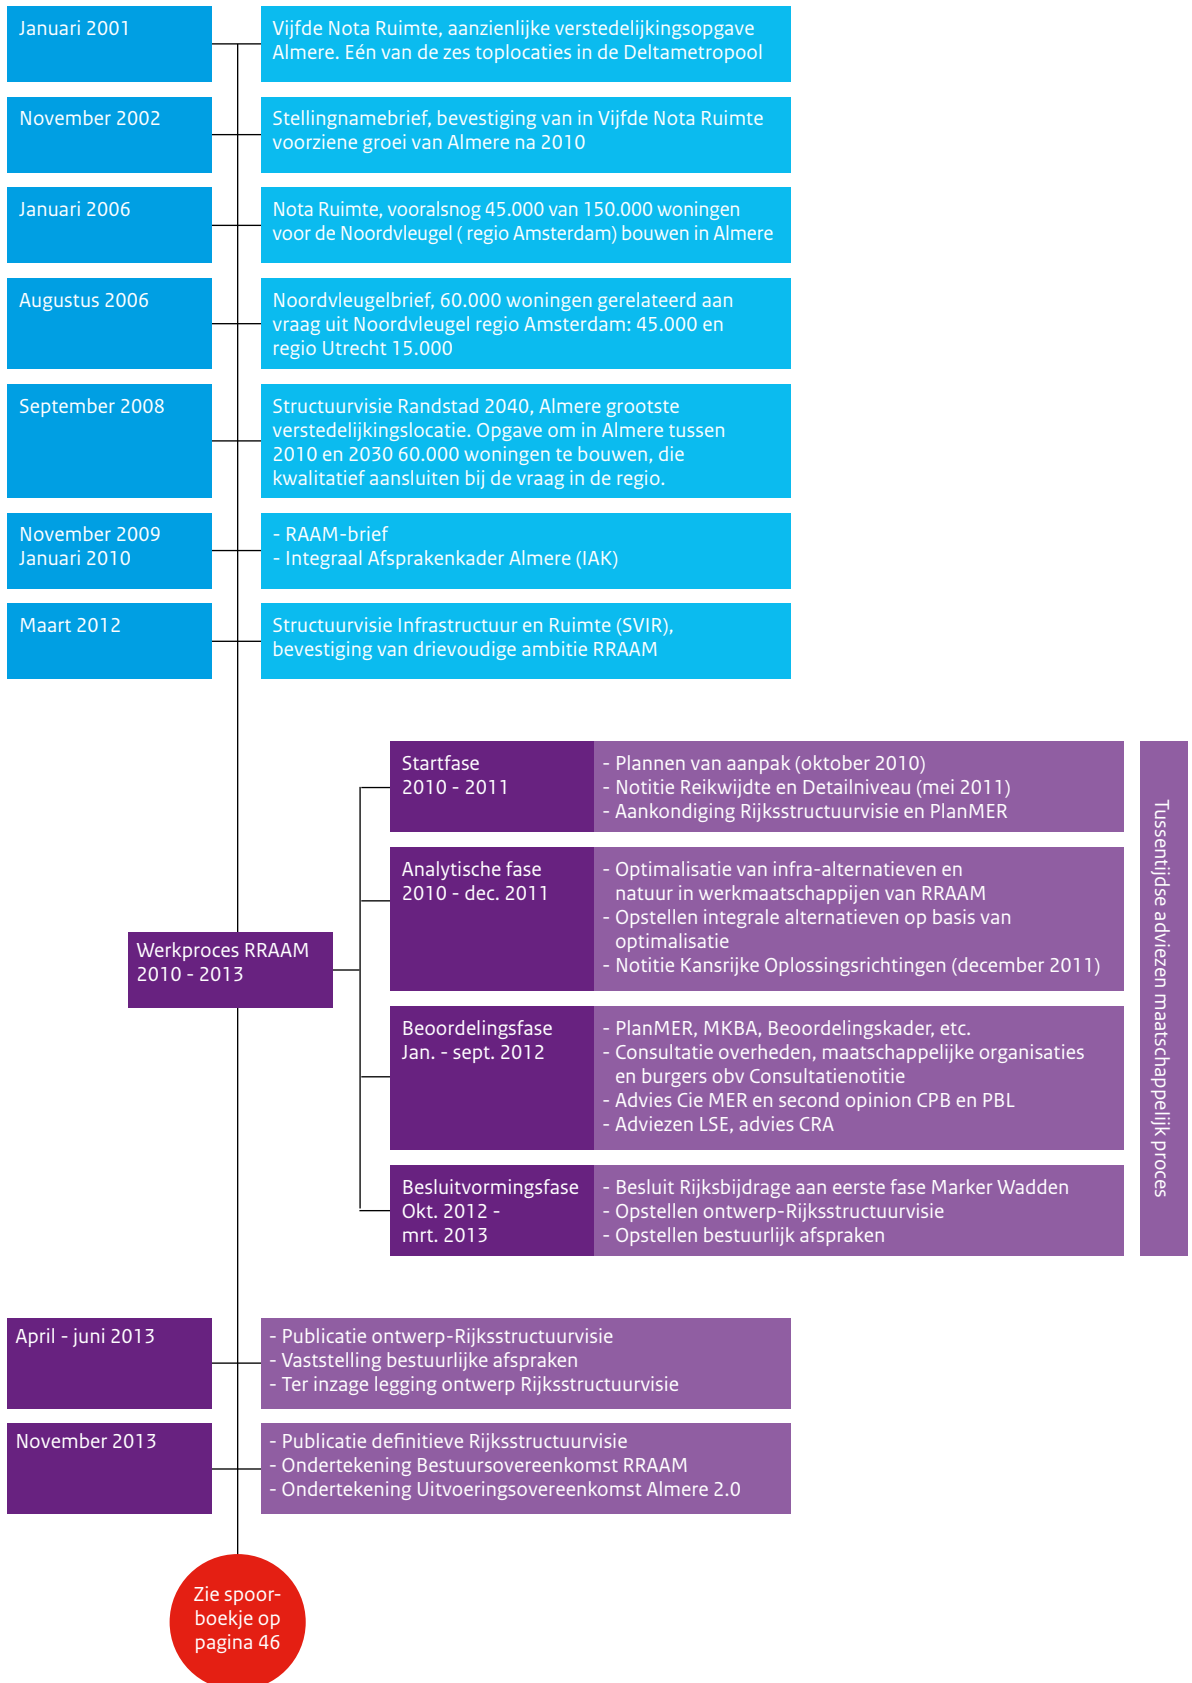 Januari 2001
Vijfde Nota Ruimte, aanzienlijke verstedelijkingsopgave
Almere. Eén van de zes toplocaties in de Deltametropool
November 2002
Stellingnamebrief, bevestiging van in Vijfde Nota Ruimte
voorziene groei van Almere na 2010
Januari 2006
Nota Ruimte, vooralsnog 45.000 van 150.000 woningen
voor de Noordvleugel ( regio Amsterdam) bouwen in Almere
Augustus 2006
Noordvleugelbrief, 60.000 woningen gerelateerd aan
vraag uit Noordvleugel regio Amsterdam: 45.000 en
regio Utrecht 15.000
September 2008
Structuurvisie Randstad 2040, Almere grootste
verstedelijkingslocatie. Opgave om in Almere tussen
2010 en 2030 60.000 woningen te bouwen, die
kwalitatief aansluiten bij de vraag in de regio.
November 2009
Januari 2010
- RAAM-brief
- Integraal Afsprakenkader Almere (IAK)
Maart 2012
Structuurvisie Infrastructuur en Ruimte (SVIR),
bevestiging van drievoudige ambitie RRAAM
Werkproces RRAAM
2010 - 2013
Startfase
2010 - 2011
- Plannen van aanpak (oktober 2010)
- Notitie Reikwijdte en Detailniveau (mei 2011)
- Aankondiging Rijksstructuurvisie en PlanMER
Analytische fase
2010 - dec. 2011
- Optimalisatie van infra-alternatieven en
natuur in werkmaatschappijen van RRAAM
- Opstellen integrale alternatieven op basis van
optimalisatie
- Notitie Kansrijke Oplossingsrichtingen (december 2011)
Beoordelingsfase
Jan. - sept. 2012
- PlanMER, MKBA, Beoordelingskader, etc.
- Consultatie overheden, maatschappelijke organisaties
en burgers obv Consultatienotitie
- Advies Cie MER en second opinion CPB en PBL
- Adviezen LSE, advies CRA
Besluitvormingsfase
Okt. 2012 -
mrt. 2013
- Besluit Rijksbijdrage aan eerste fase Marker Wadden
- Opstellen ontwerp-Rijksstructuurvisie
- Opstellen bestuurlijk afspraken
Tussentijdse adviezen maatschappelijk proces
April - juni 2013
- Publicatie ontwerp-Rijksstructuurvisie
- Vaststelling bestuurlijke afspraken
- Ter inzage legging ontwerp Rijksstructuurvisie
November 2013
- Publicatie definitieve Rijksstructuurvisie
- Ondertekening Bestuursovereenkomst RRAAM
- Ondertekening Uitvoeringsovereenkomst Almere 2.0
Zie spoor-
boekje op
pagina 46